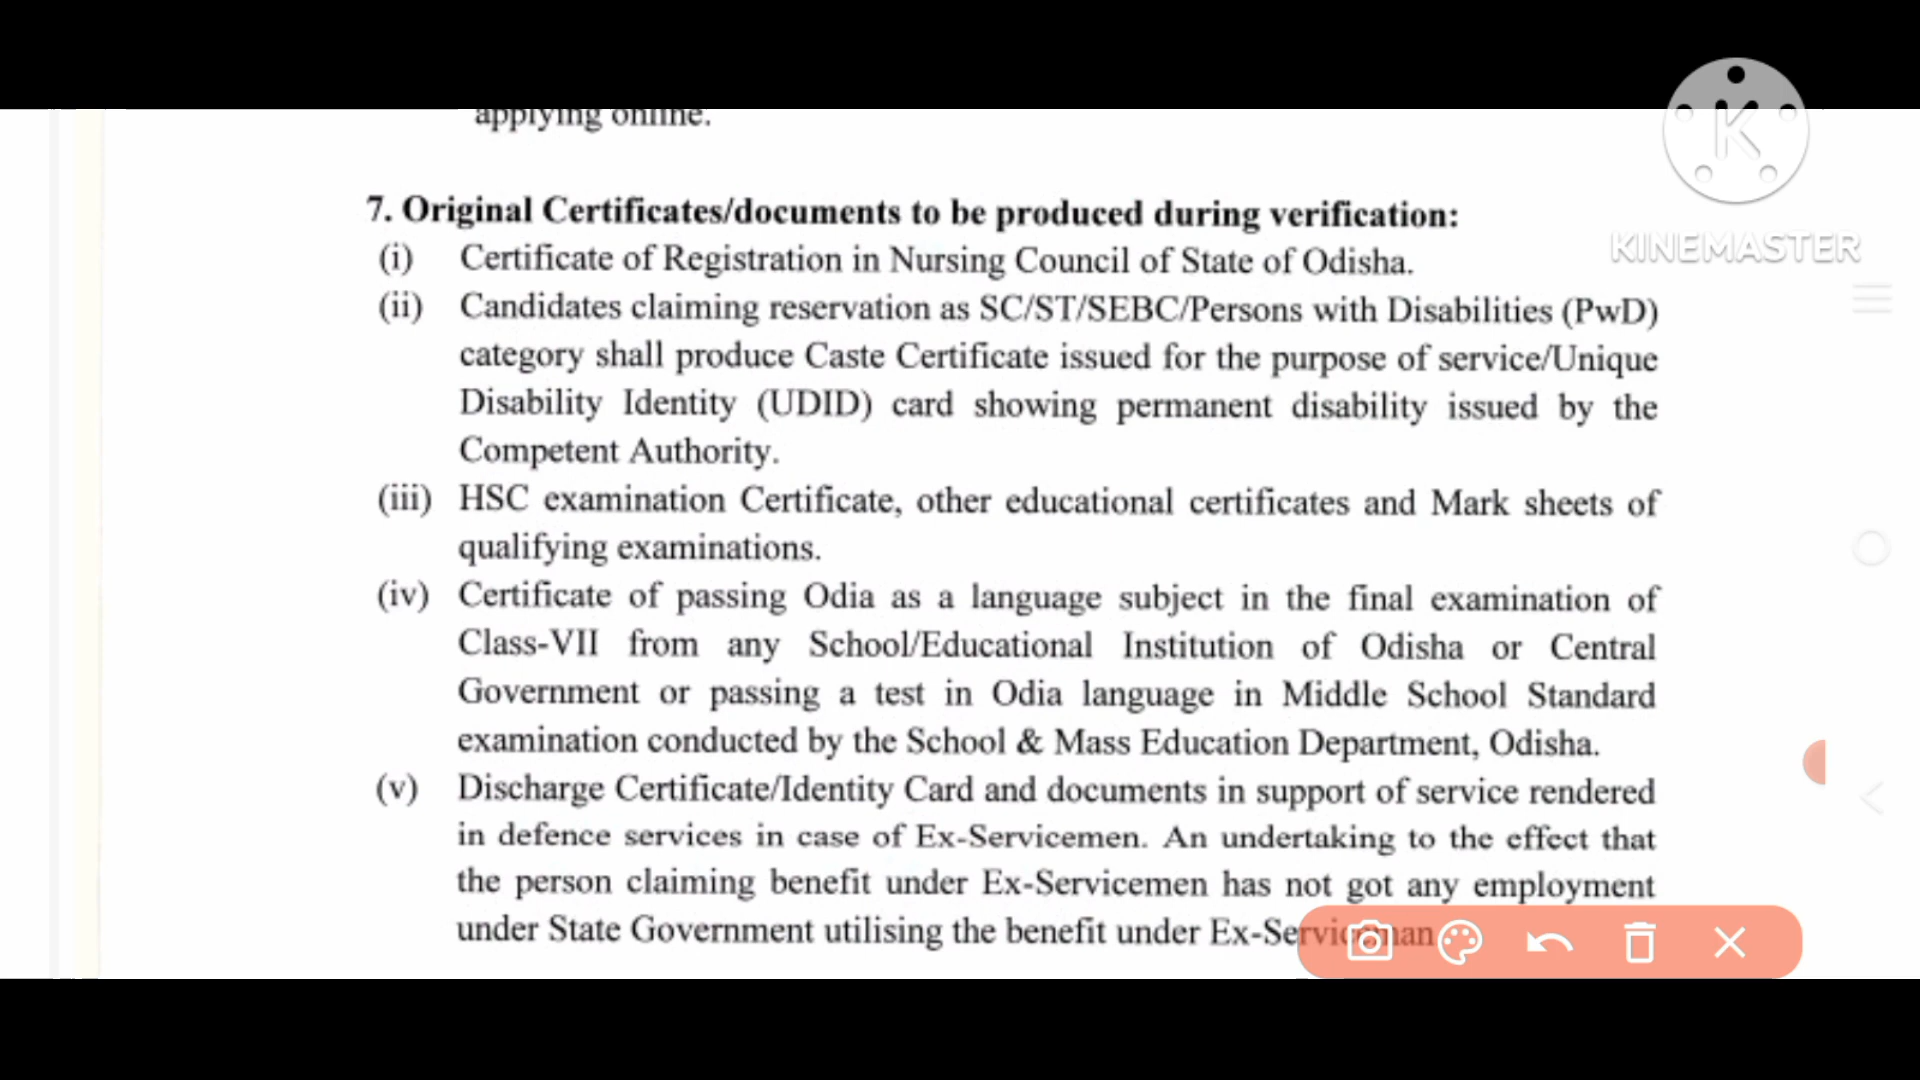 applying online.
7. Original Certificates/documents to be produced during verification:
(i) Certificate of Registration in Nursing Council of State of Odisha.
(ii) Candidates claiming reservation as SC/ST/SEBC/Persons with Disabilities (PwD)
category shall produce Caste Certificate issued for the purpose of service/Unique
Disability Identity (UDID) card showing permanent disability issued by the
Competent Authority.
(iii) HSC examination Certificate, other educational certificates and Mark sheets of
qualifying examinations.
(iv) Certificate of passing Odia as a language subject in the final examination of
Class-VII from any School/Educational Institution of Odisha or Central
Government or passing a test in Odia language in Middle School Standard
examination conducted by the School & Mass Education Department, Odisha.
(v) Discharge Certificate/Identity Card and documents in support of service rendered
in defence services in case of Ex-Servicemen. An undertaking to the effect that
the person claiming benefit under Ex-Servicemen has not got any employment
under State Government utilising the benefit under Ex-Serviceman
K
KINEMASTER